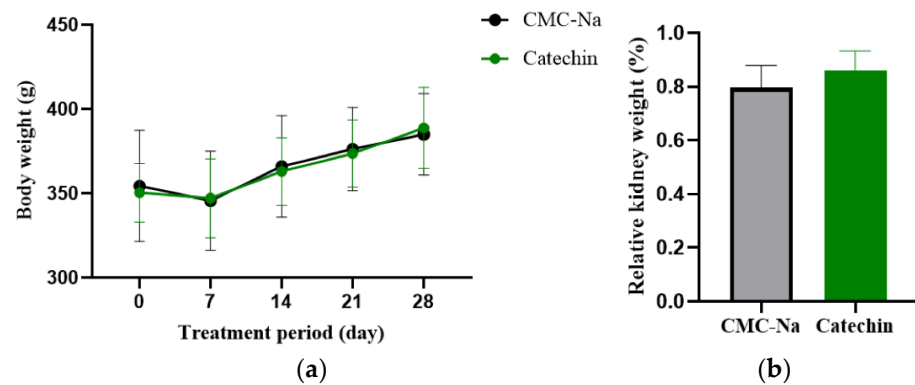 450
400
350
300
Body weight (g)
0 7 14 21 28
Treatment period (day)
CMC-Na
Catechin
(a)
1.0
0.8
0.6
0.4
0.2
0.0
Relative kidney weight (%)
CMC-Na Catechin
(b)